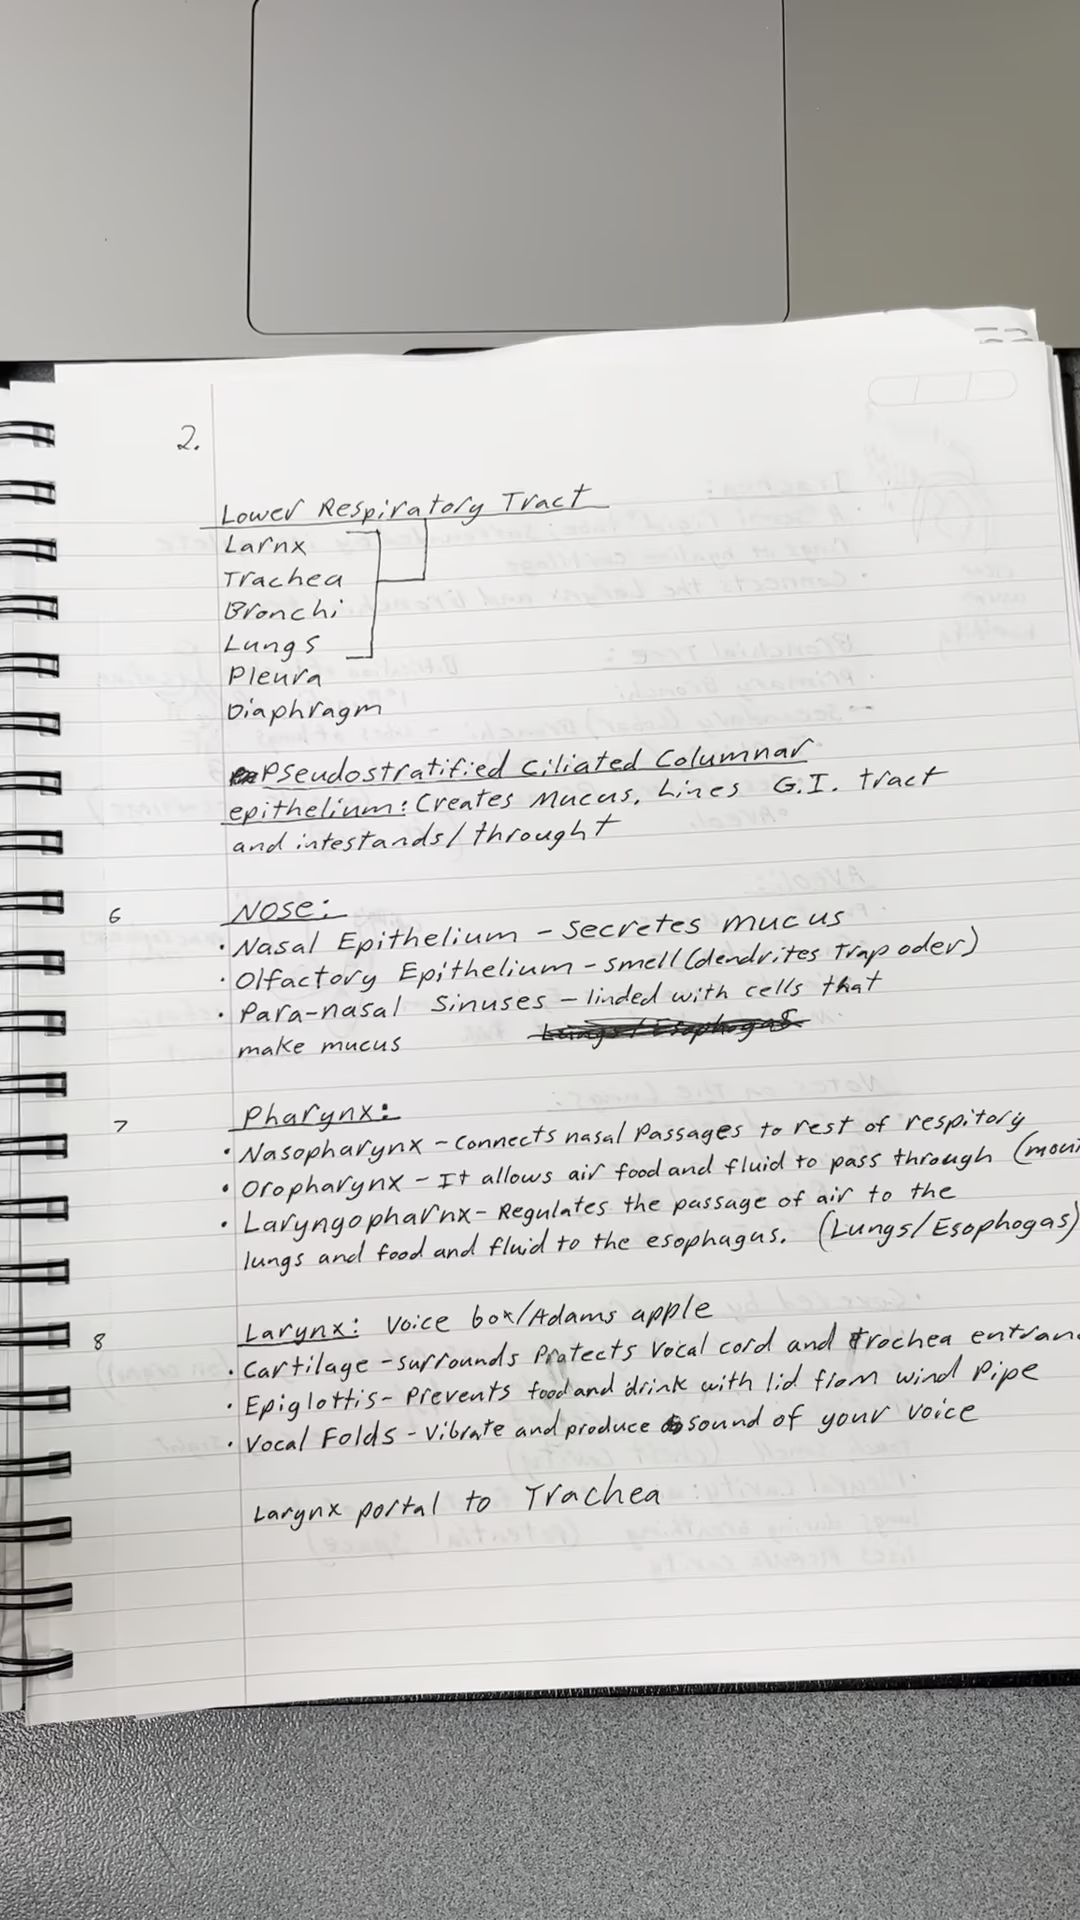 2.
Lower Respiratory Tract
Larnx
Trachea
Bronchi
Lungs
Pleura
Diaphragm
Pseudostratified Ciliated Columnar
epithelium: Creates Mucus. Lines G.I. tract
and intestands/throught
6 Nose:
· Nasal Epithelium - Secretes mucus
· Olfactory Epithelium - smell (dendrites Trap oder)
· Para-nasal Sinuses - linded with cells that
make mucus
7 Pharynx:
· Nasopharynx - Connects nasal Passages to rest of respitory
· Oropharynx - It allows air food and fluid to pass through
· Laryngopharnx - Regulates the passage of air to the
lungs and food and fluid to the esophagus. (Lungs/Esophogas)
8 Larynx: Voice box/Adams apple
· Cartilage - surrounds Protects Vocal cord and trochea
· Epiglottis - Prevents food and drink with lid from wind Pipe
· Vocal Folds - Vibrate and produce sound of your voice
Larynx portal to Trachea